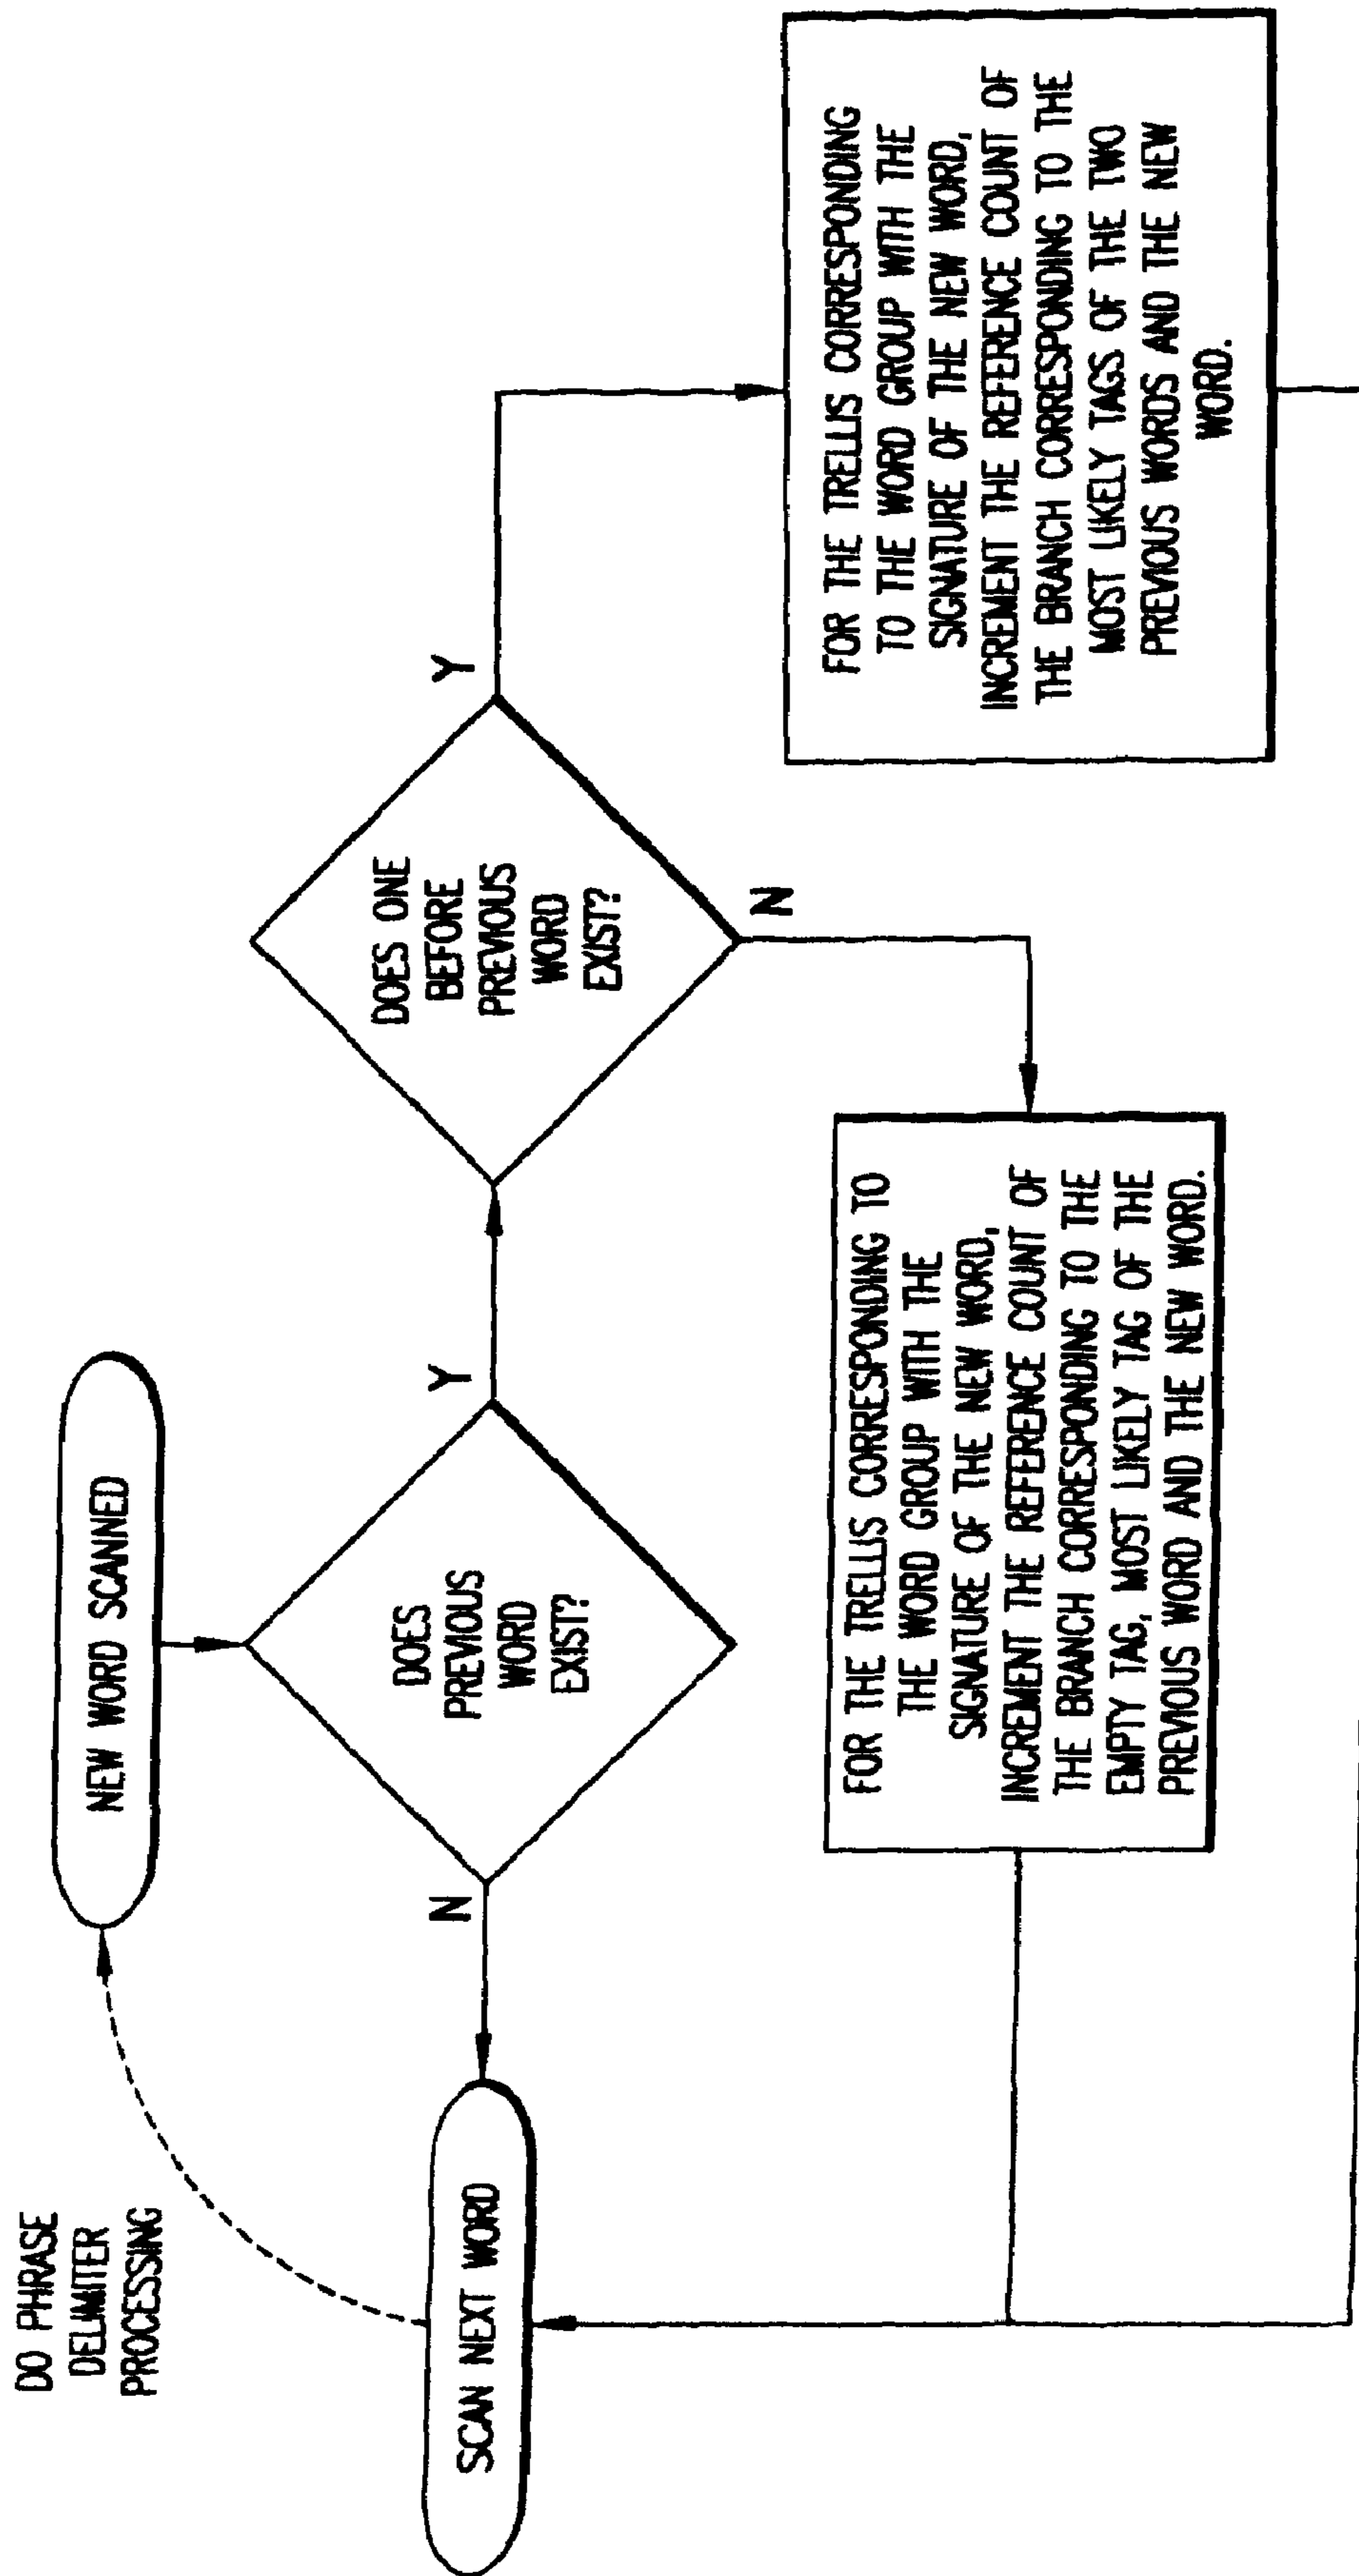 DO PHRASE
DELIMITER
PROCESSING
NEW WORD SCANNED
SCAN NEXT WORD
N
DOES
PREVIOUS
WORD
EXIST?
Y
DOES ONE
BEFORE
PREVIOUS
WORD
EXIST?
Y
N
FOR THE TRELLIS CORRESPONDING TO
THE WORD GROUP WITH THE
SIGNATURE OF THE NEW WORD,
INCREMENT THE REFERENCE COUNT OF
THE BRANCH CORRESPONDING TO THE
EMPTY TAG, MOST LIKELY TAG OF THE
PREVIOUS WORD AND THE NEW WORD.
FOR THE TRELLIS CORRESPONDING
TO THE WORD GROUP WITH THE
SIGNATURE OF THE NEW WORD,
INCREMENT THE REFERENCE COUNT OF
THE BRANCH CORRESPONDING TO THE
MOST LIKELY TAGS OF THE TWO
PREVIOUS WORDS AND THE NEW
WORD.